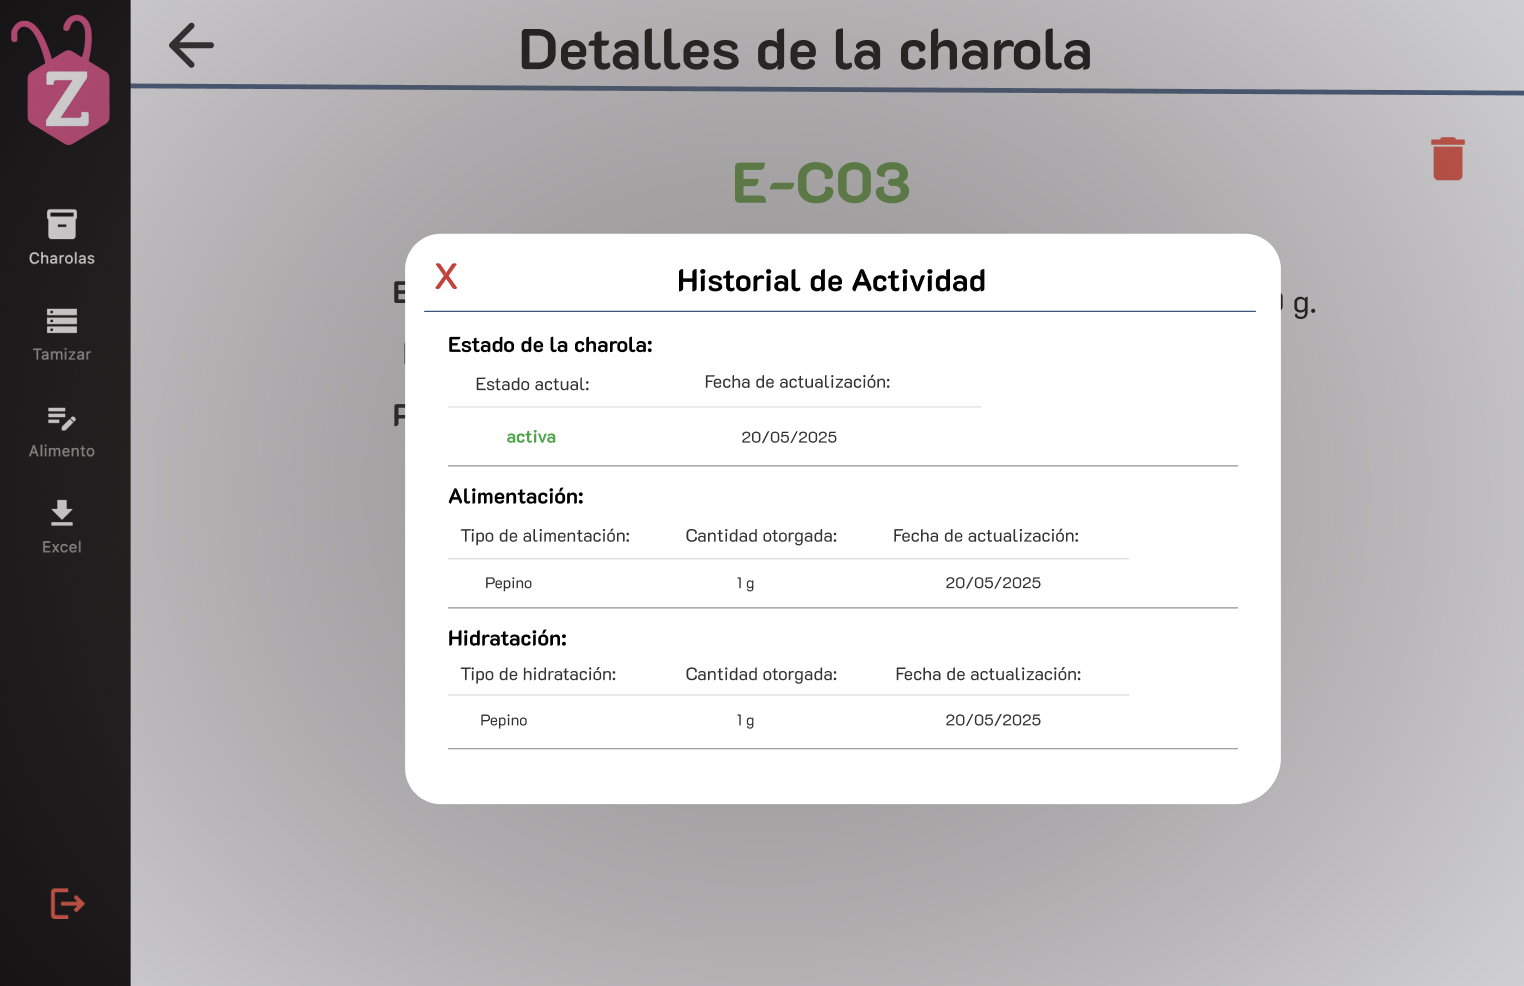 Z
Detalles de la charola
E-C03
Charolas
Tamizar
Alimento
Excel
g.
X
Historial de Actividad
Estado de la charola:
Estado actual: Fecha de actualización:
activa 20/05/2025
Alimentación:
Tipo de alimentación: Cantidad otorgada: Fecha de actualización:
Pepino 1 g 20/05/2025
Hidratación:
Tipo de hidratación: Cantidad otorgada: Fecha de actualización:
Pepino 1 g 20/05/2025